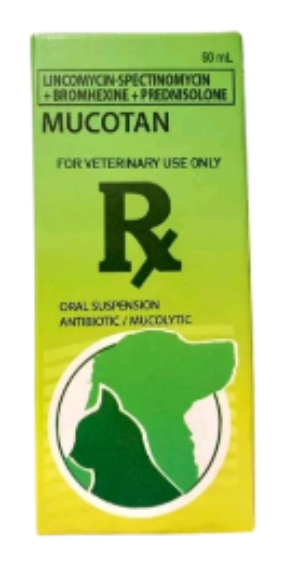 60 mL
LINCOMYCIN-SPECTINOMYCIN
+ BROMHEXINE + PREDNISOLONE
MUCOTAN
FOR VETERINARY USE ONLY
Rx
ORAL SUSPENSION
ANTIBIOTIC / MUCOLYTIC